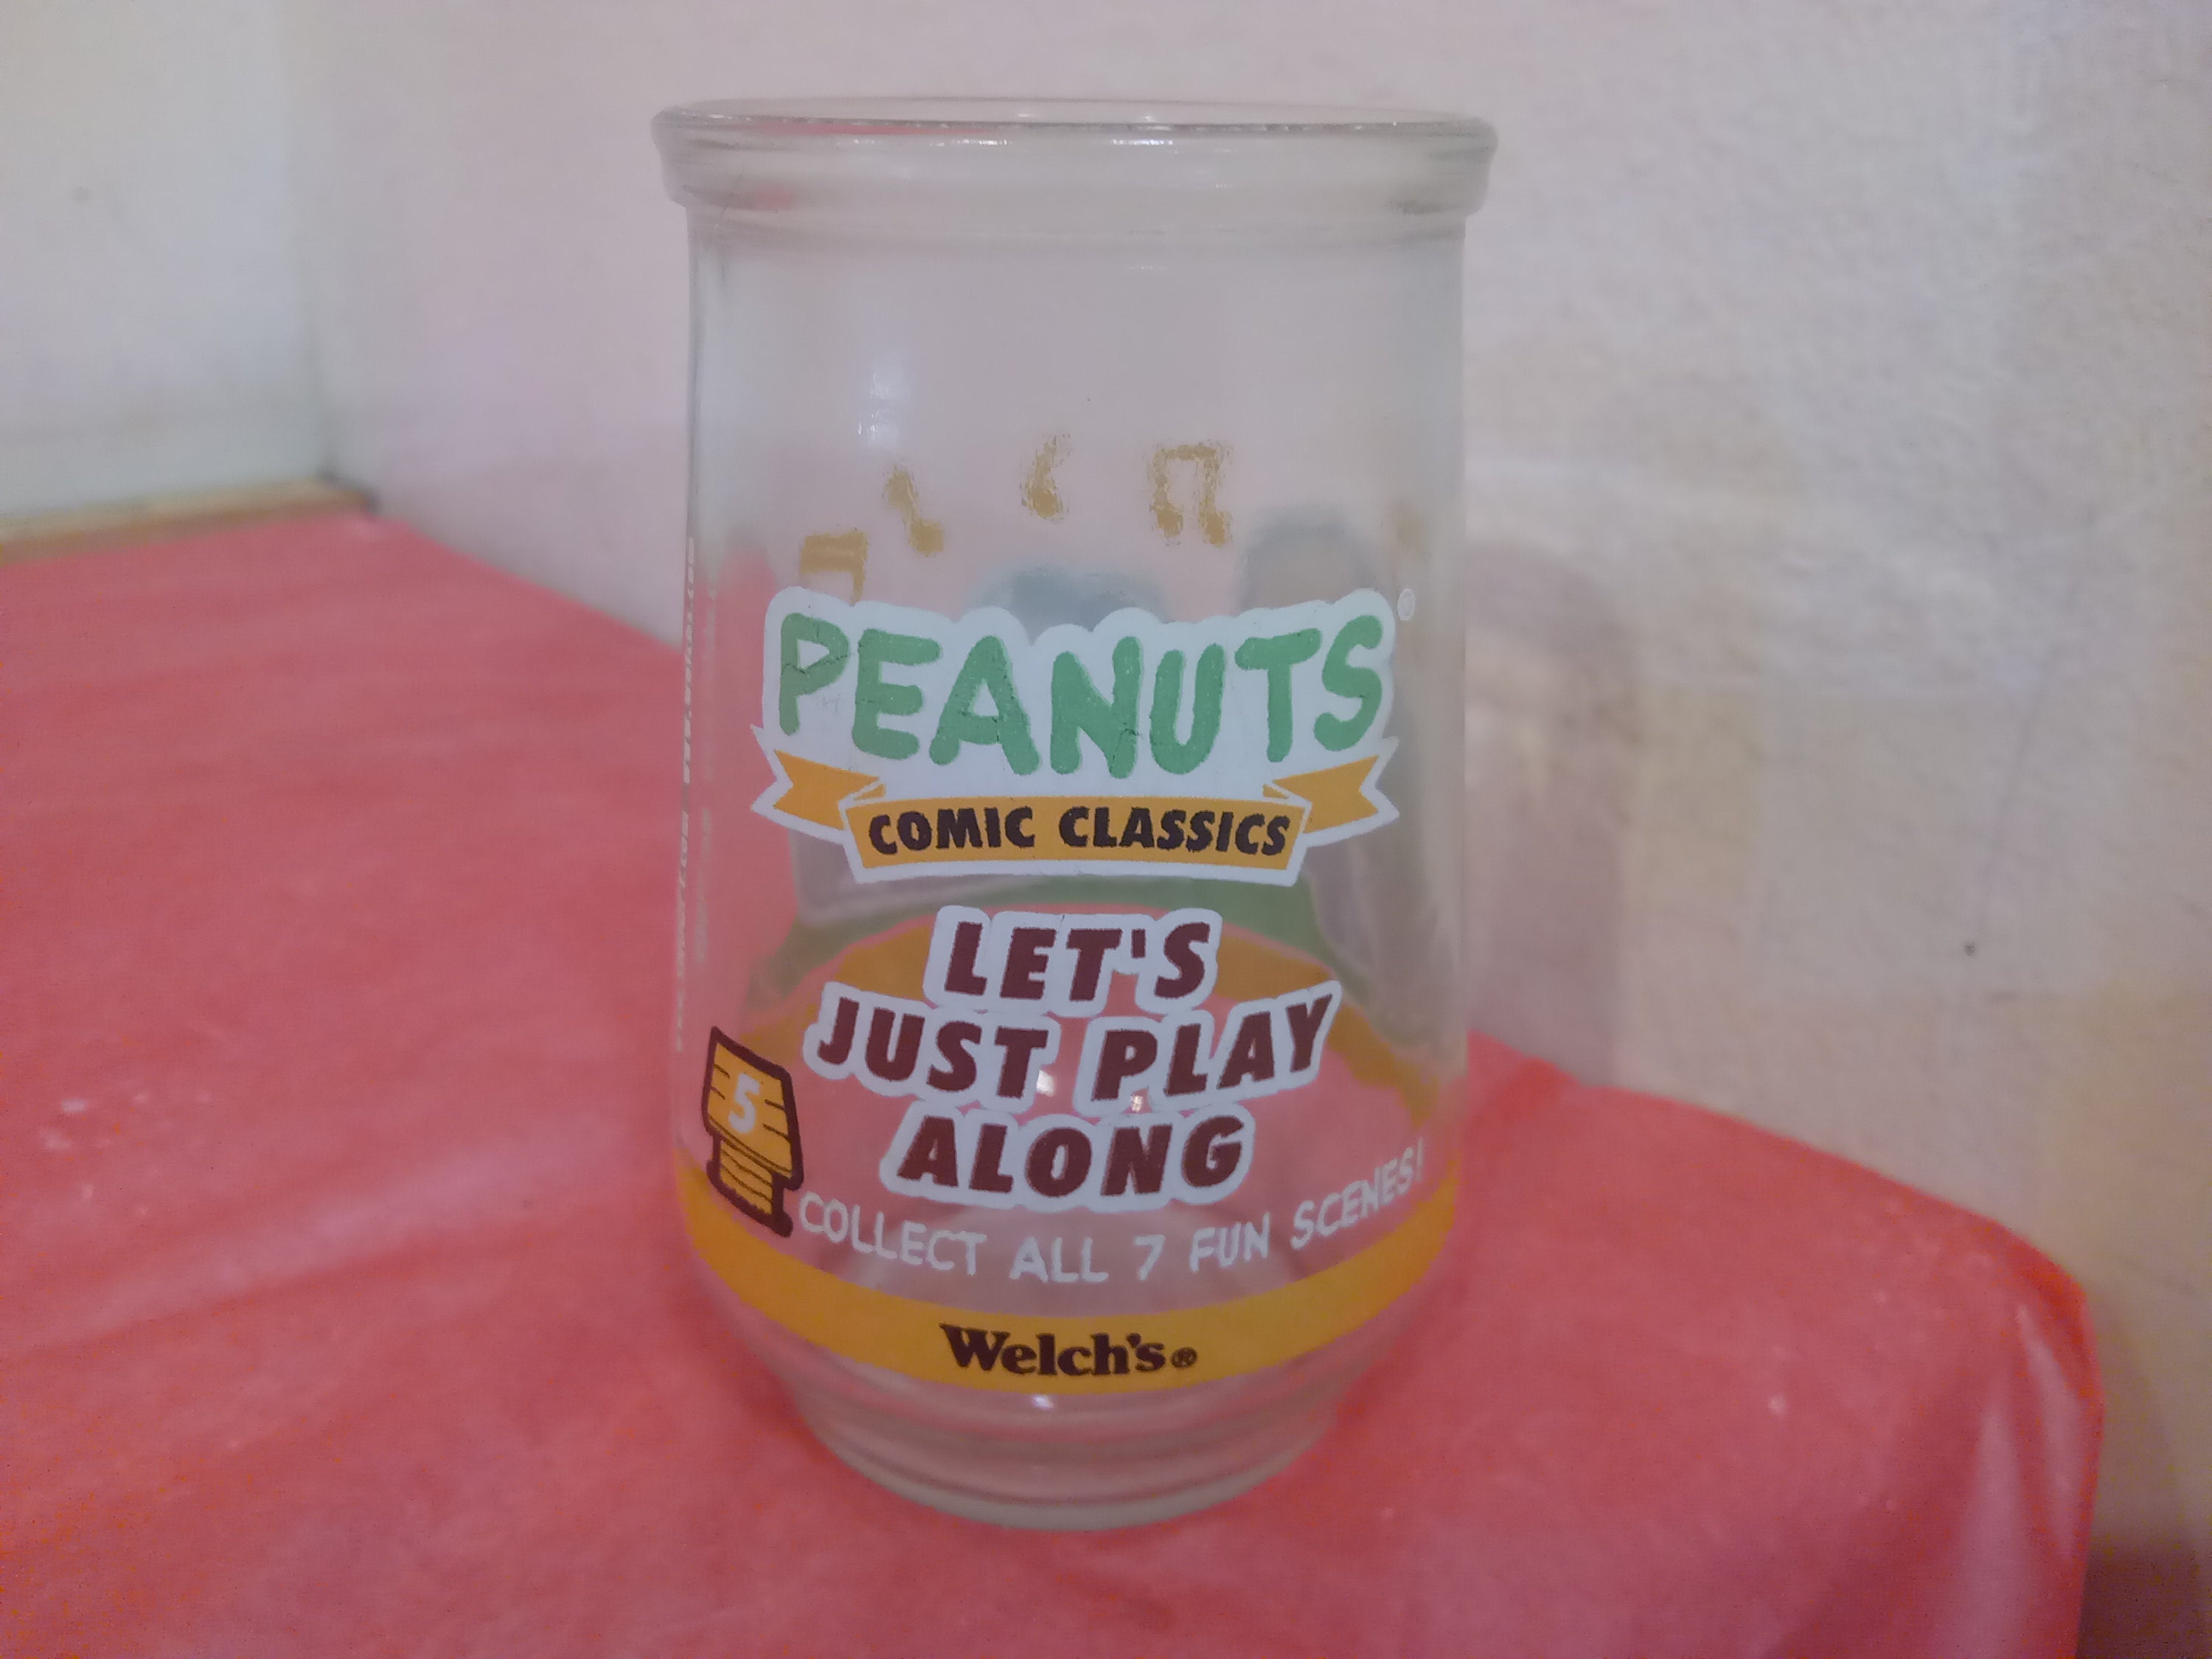 PEANUTS®
COMIC CLASSICS
LET'S
JUST PLAY
ALONG
5
COLLECT ALL 7 FUN SCENES!
Welch's®